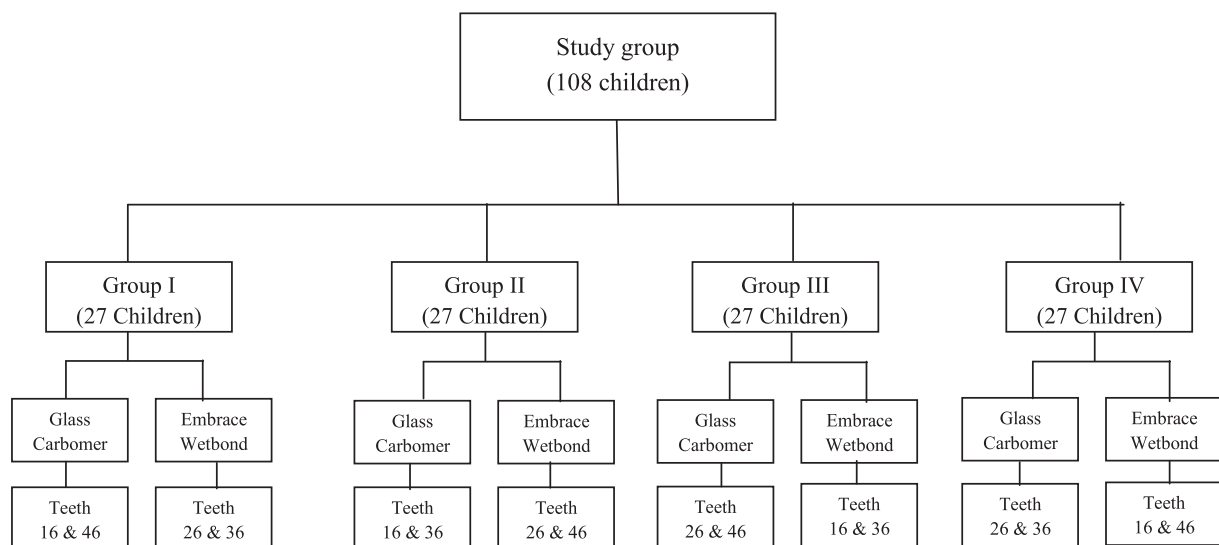 Study group
(108 children)
Group I
(27 Children)
Group II
(27 Children)
Group III
(27 Children)
Group IV
(27 Children)
Glass
Carbomer
Embrace
Wetbond
Glass
Carbomer
Embrace
Wetbond
Glass
Carbomer
Embrace
Wetbond
Glass
Carbomer
Embrace
Wetbond
Teeth
16 & 46
Teeth
26 & 36
Teeth
16 & 36
Teeth
26 & 46
Teeth
26 & 46
Teeth
16 & 36
Teeth
26 & 36
Teeth
16 & 46